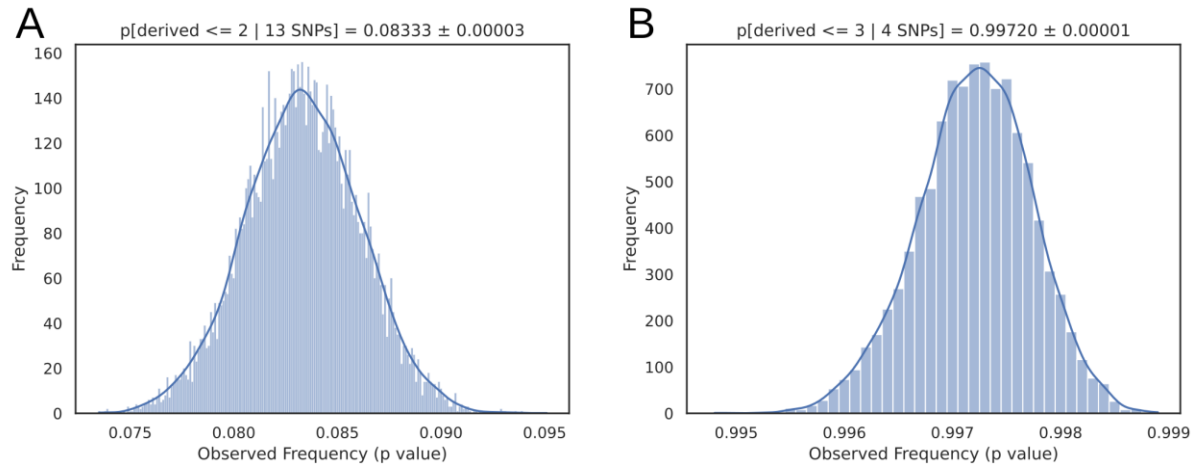 A
p[derived <= 2 | 13 SNPs] = 0.08333 ± 0.00003
160
140
120
100
80
60
40
20
0
Frequency
0.075 0.080 0.085 0.090 0.095
Observed Frequency (p value)
B
p[derived <= 3 | 4 SNPs] = 0.99720 ± 0.00001
700
600
500
400
300
200
100
0
Frequency
0.995 0.996 0.997 0.998 0.999
Observed Frequency (p value)